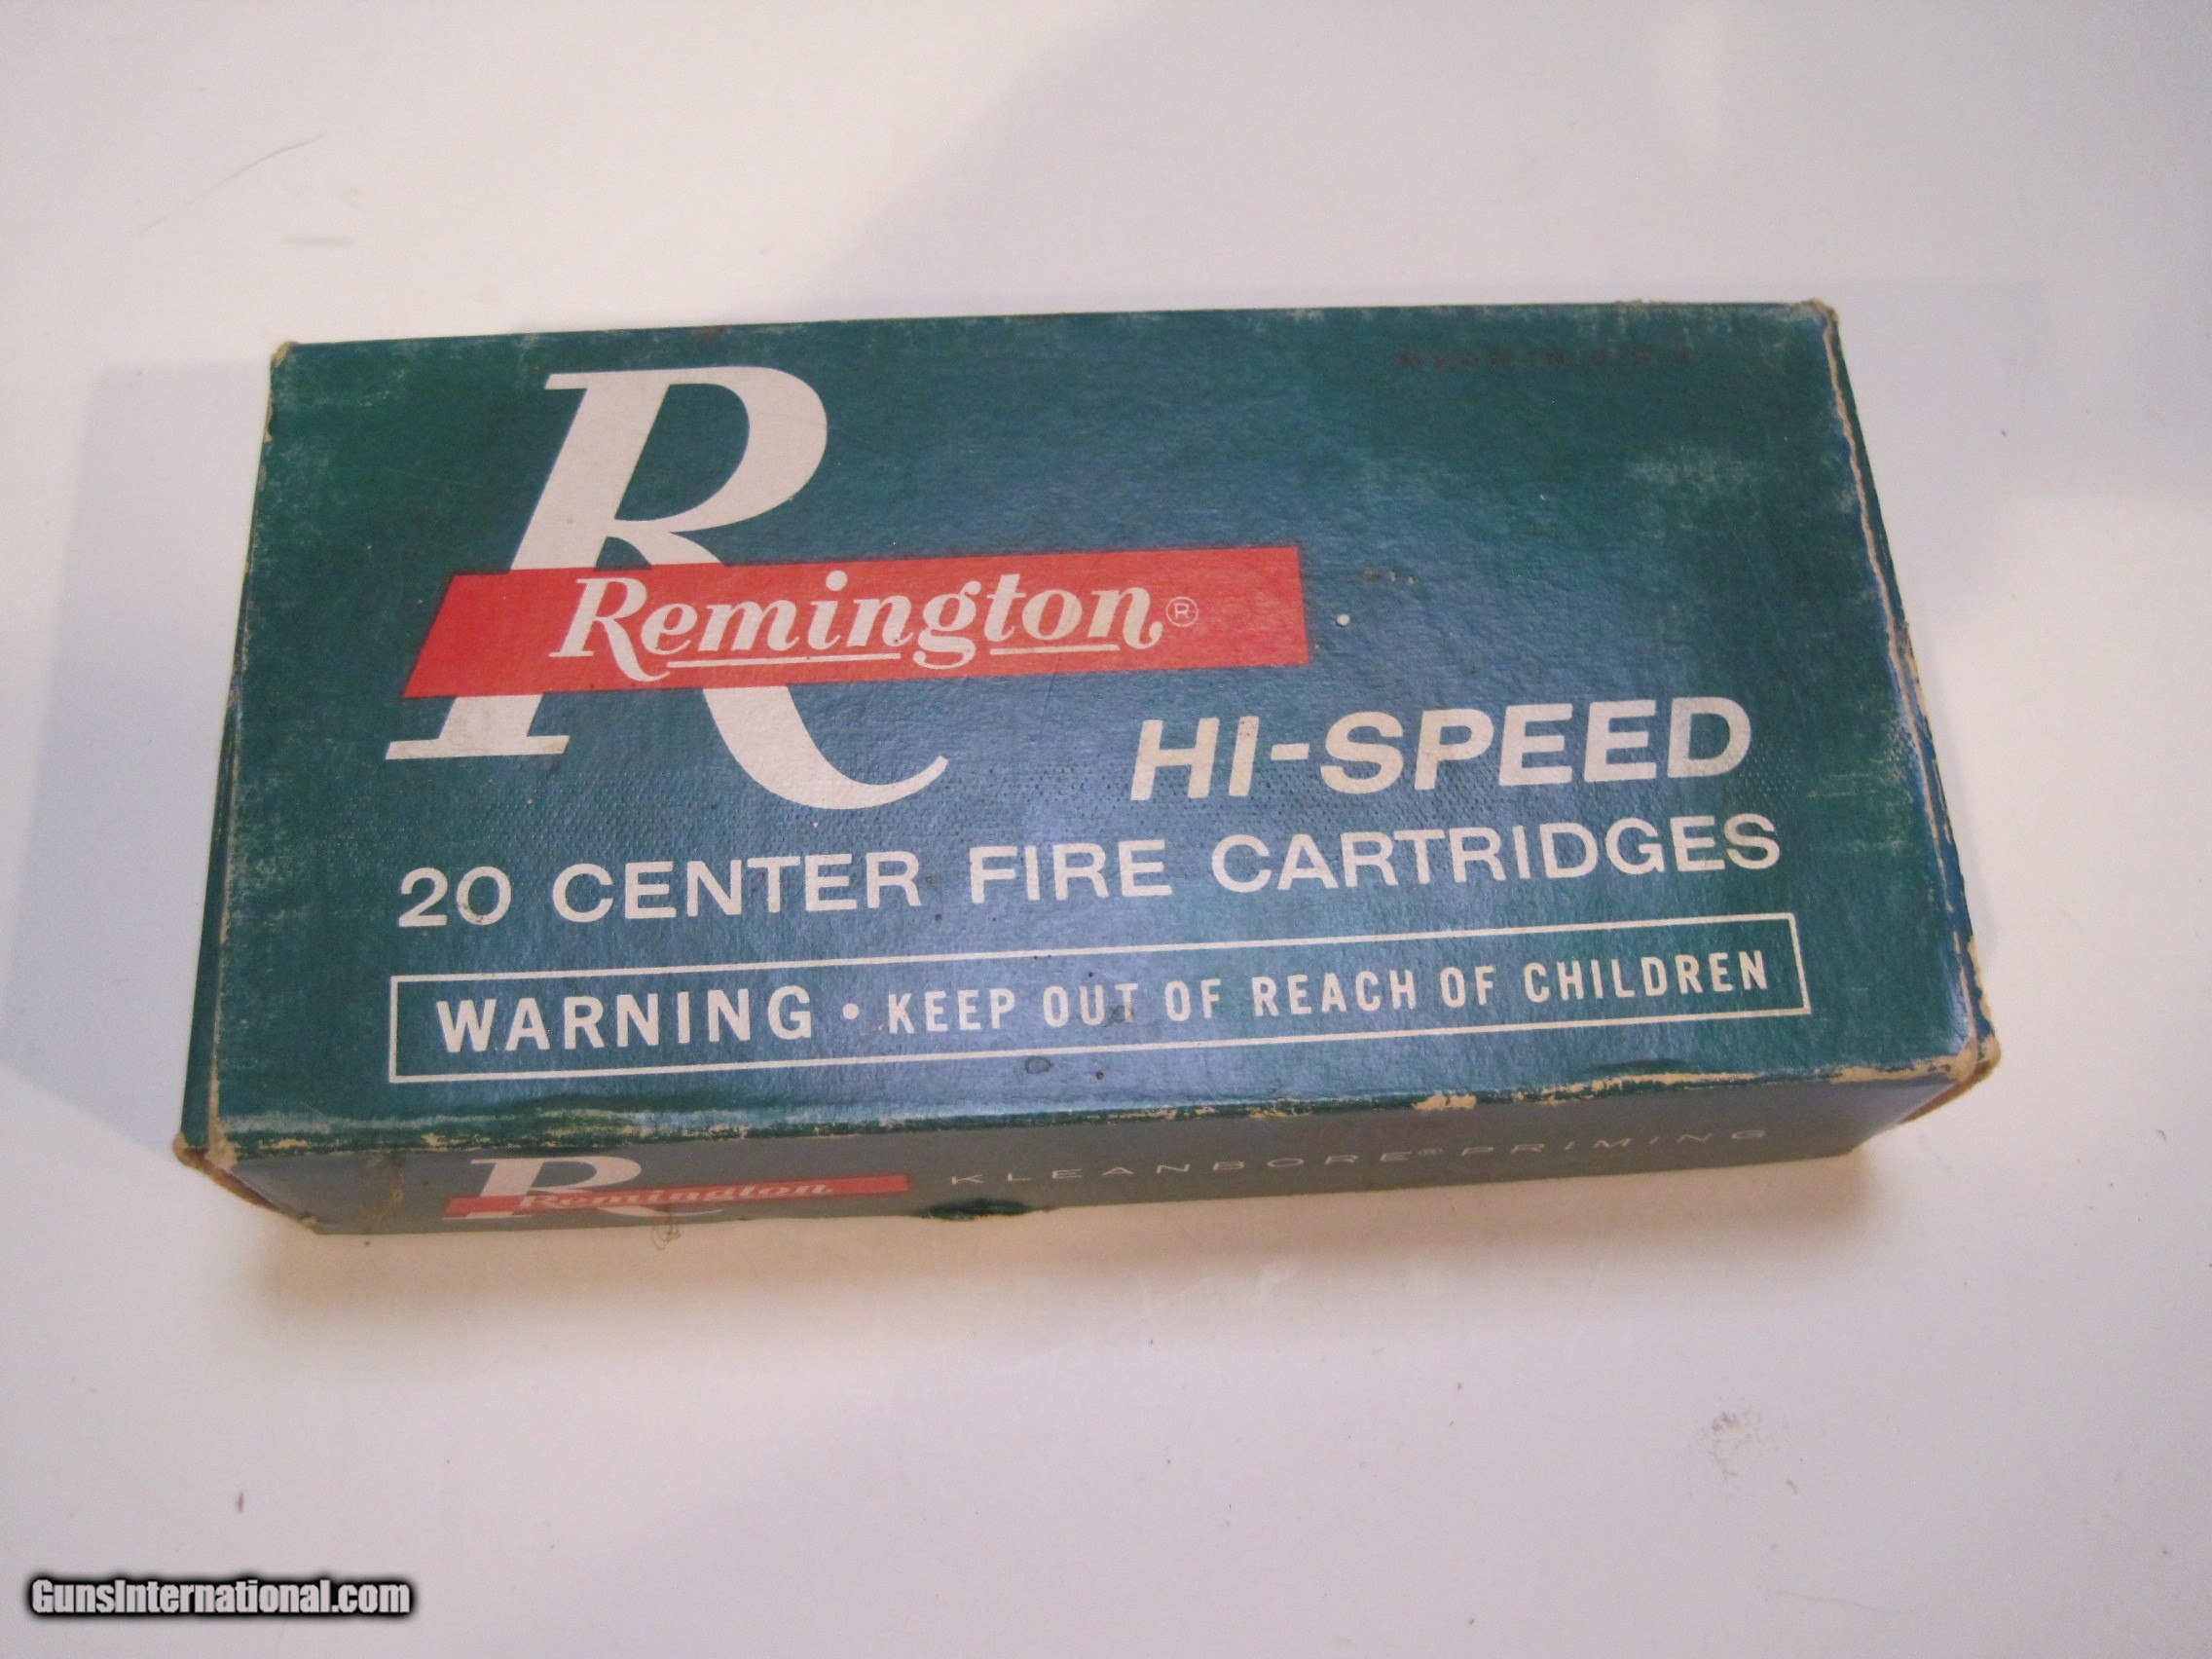 R
Remington®
HI-SPEED
20 CENTER FIRE CARTRIDGES
WARNING • KEEP OUT OF REACH OF CHILDREN
R
Remington
KLEANBORE® PRIMING
GunsInternational.com